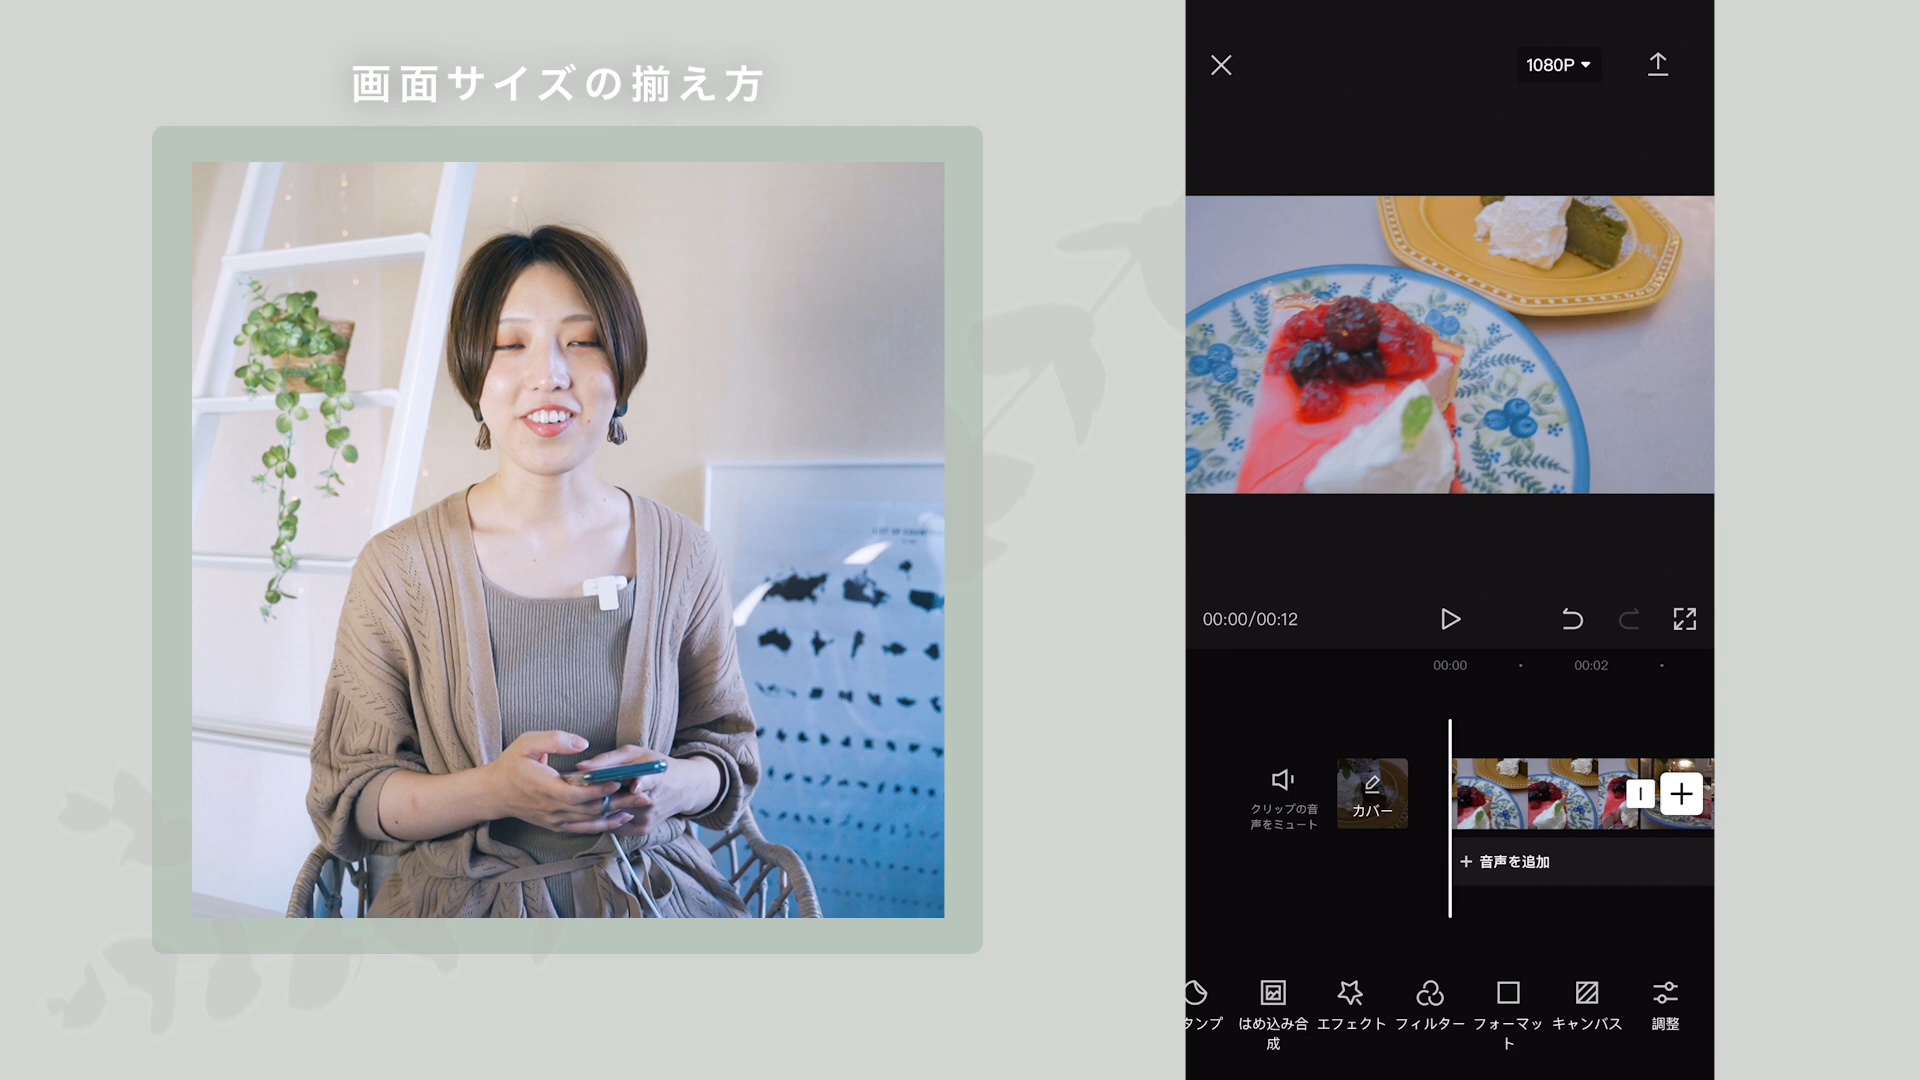 画面サイズの揃え方
1080P
00:00/00:12
00:00
00:02
クリップの音
声をミュート
カバー
+ 音声を追加
タンプ
はめ込み合
成
エフェクト
フィルター
フォーマッ
ト
キャンバス
調整